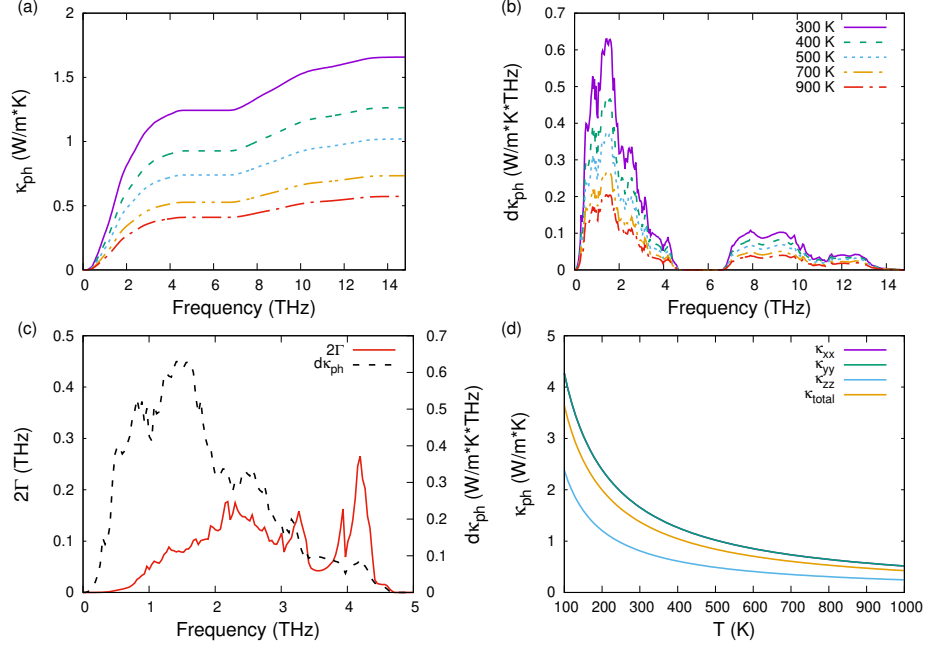 (a)
κph (W/m*K)
2
1.5
1
0.5
0
0 2 4 6 8 10 12 14
Frequency (THz)
(b)
300 K
400 K
500 K
700 K
900 K
dκph (W/m*K*THz)
0.7
0.6
0.5
0.4
0.3
0.2
0.1
0
0 2 4 6 8 10 12 14
Frequency (THz)
(c)
2Γ
dκph
2Γ (THz)
0.5
0.4
0.3
0.2
0.1
0
0.7
0.6
0.5
0.4
0.3
0.2
0.1
0
dκph (W/m*K*THz)
0 1 2 3 4 5
Frequency (THz)
(d)
κxx
κyy
κzz
κtotal
κph (W/m*K)
5
4
3
2
1
0
100 200 300 400 500 600 700 800 900 1000
T (K)